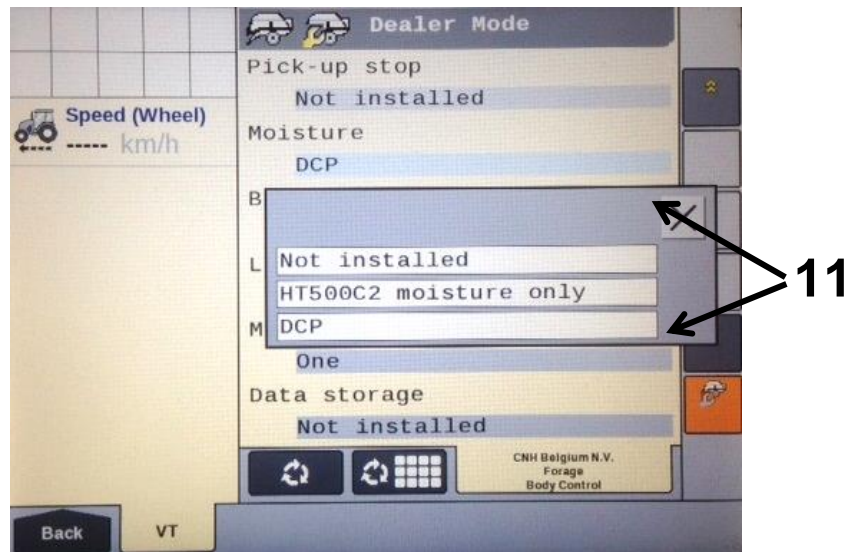 Dealer Mode
Pick-up stop
Not installed
Speed (Wheel)
----- km/h
Moisture
DCP
B
Not installed
L
HT500C2 moisture only
M
DCP
11
One
Data storage
Not installed
CNH Belgium N.V.
Forage
Body Control
Back
VT